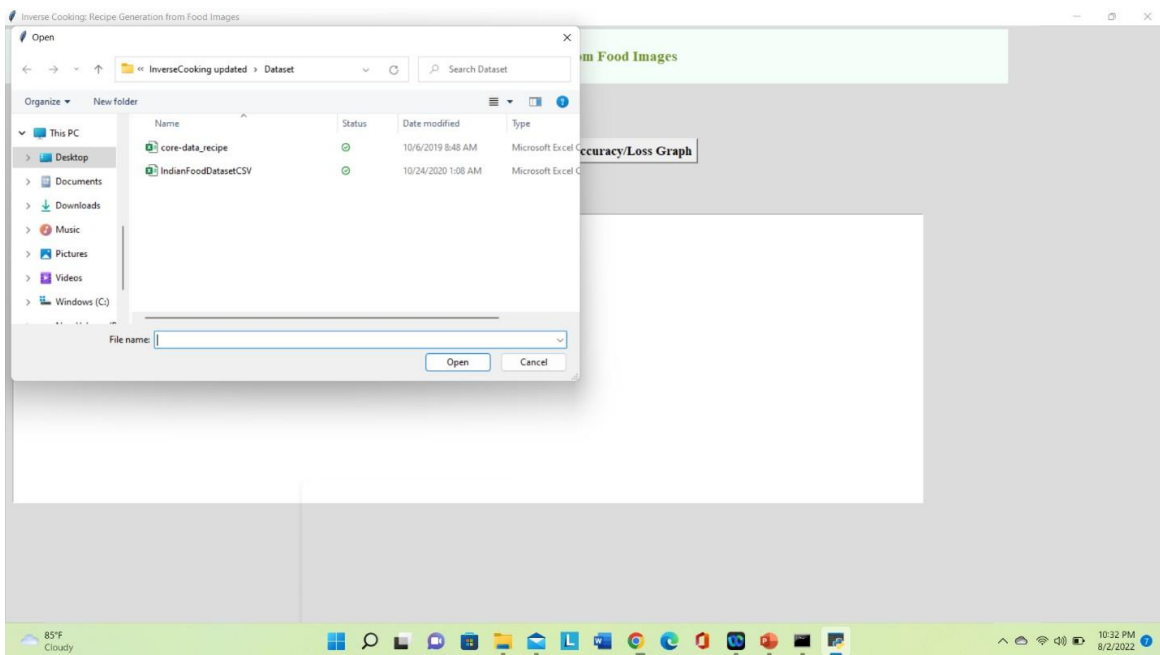 Inverse Cooking: Recipe Generation from Food Images
Open
m Food Images
« InverseCooking updated > Dataset
Search Dataset
Organize
New folder
Name Status Date modified Type
This PC
core-data_recipe 10/6/2019 8:48 AM Microsoft Excel C
ccuracy/Loss Graph
Desktop
IndianFoodDatasetCSV 10/24/2020 1:08 AM Microsoft Excel C
Documents
Downloads
Music
Pictures
Videos
Windows (C:)
File name:
Open Cancel
85°F
Cloudy
10:32 PM
8/2/2022
7